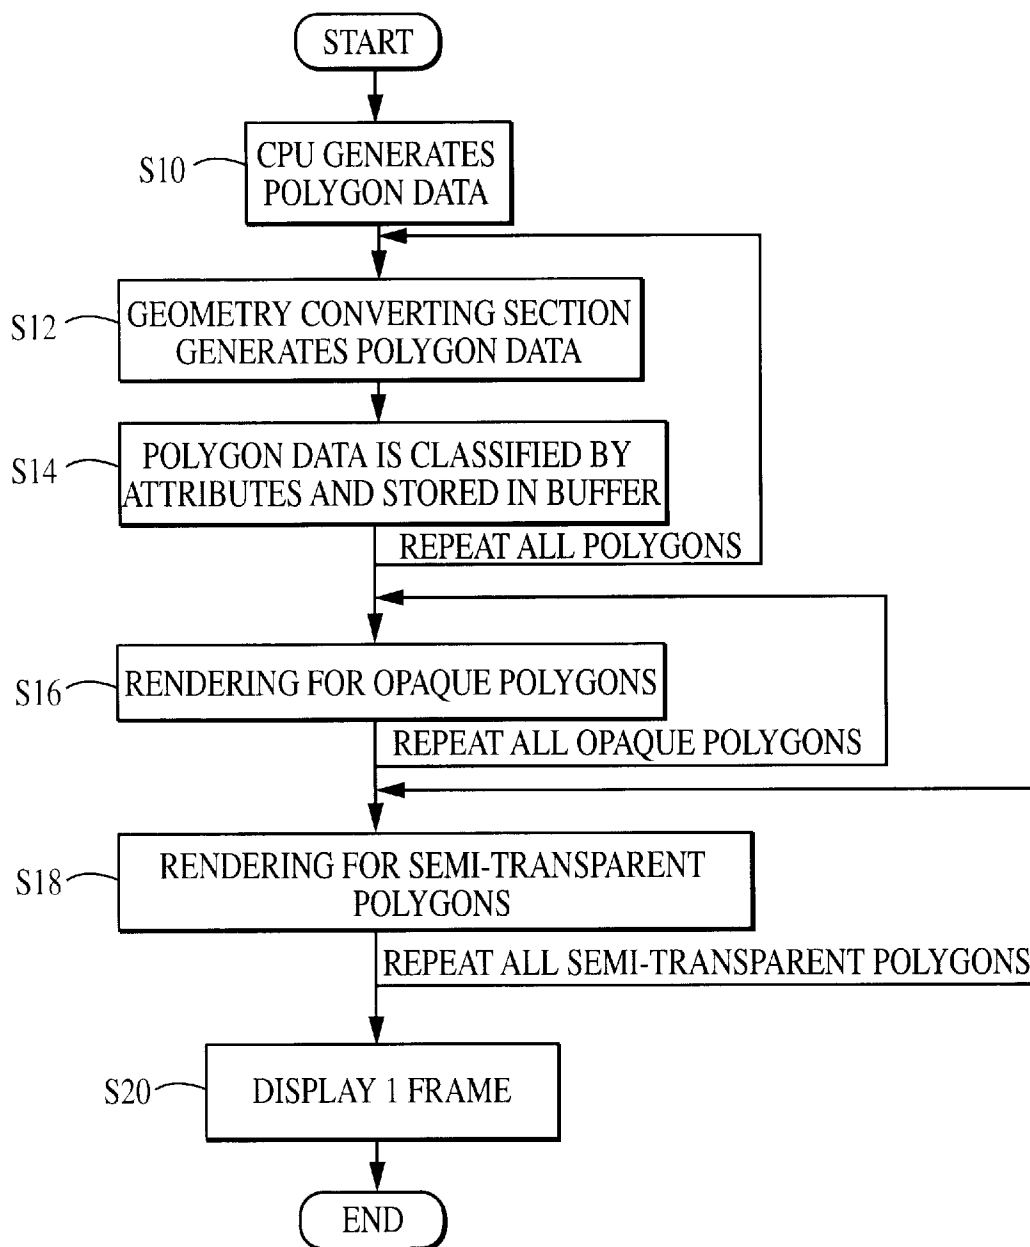 START
S10
CPU GENERATES
POLYGON DATA
S12
GEOMETRY CONVERTING SECTION
GENERATES POLYGON DATA
S14
POLYGON DATA IS CLASSIFIED BY
ATTRIBUTES AND STORED IN BUFFER
REPEAT ALL POLYGONS
S16
RENDERING FOR OPAQUE POLYGONS
REPEAT ALL OPAQUE POLYGONS
S18
RENDERING FOR SEMI-TRANSPARENT
POLYGONS
REPEAT ALL SEMI-TRANSPARENT POLYGONS
S20
DISPLAY 1 FRAME
END